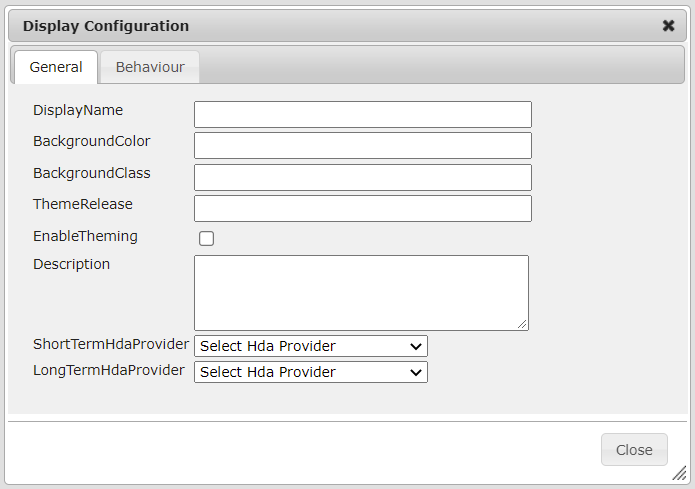 Display Configuration
General Behaviour
DisplayName
BackgroundColor
BackgroundClass
ThemeRelease
EnableTheming
Description
ShortTermHdaProvider Select Hda Provider
LongTermHdaProvider Select Hda Provider
Close